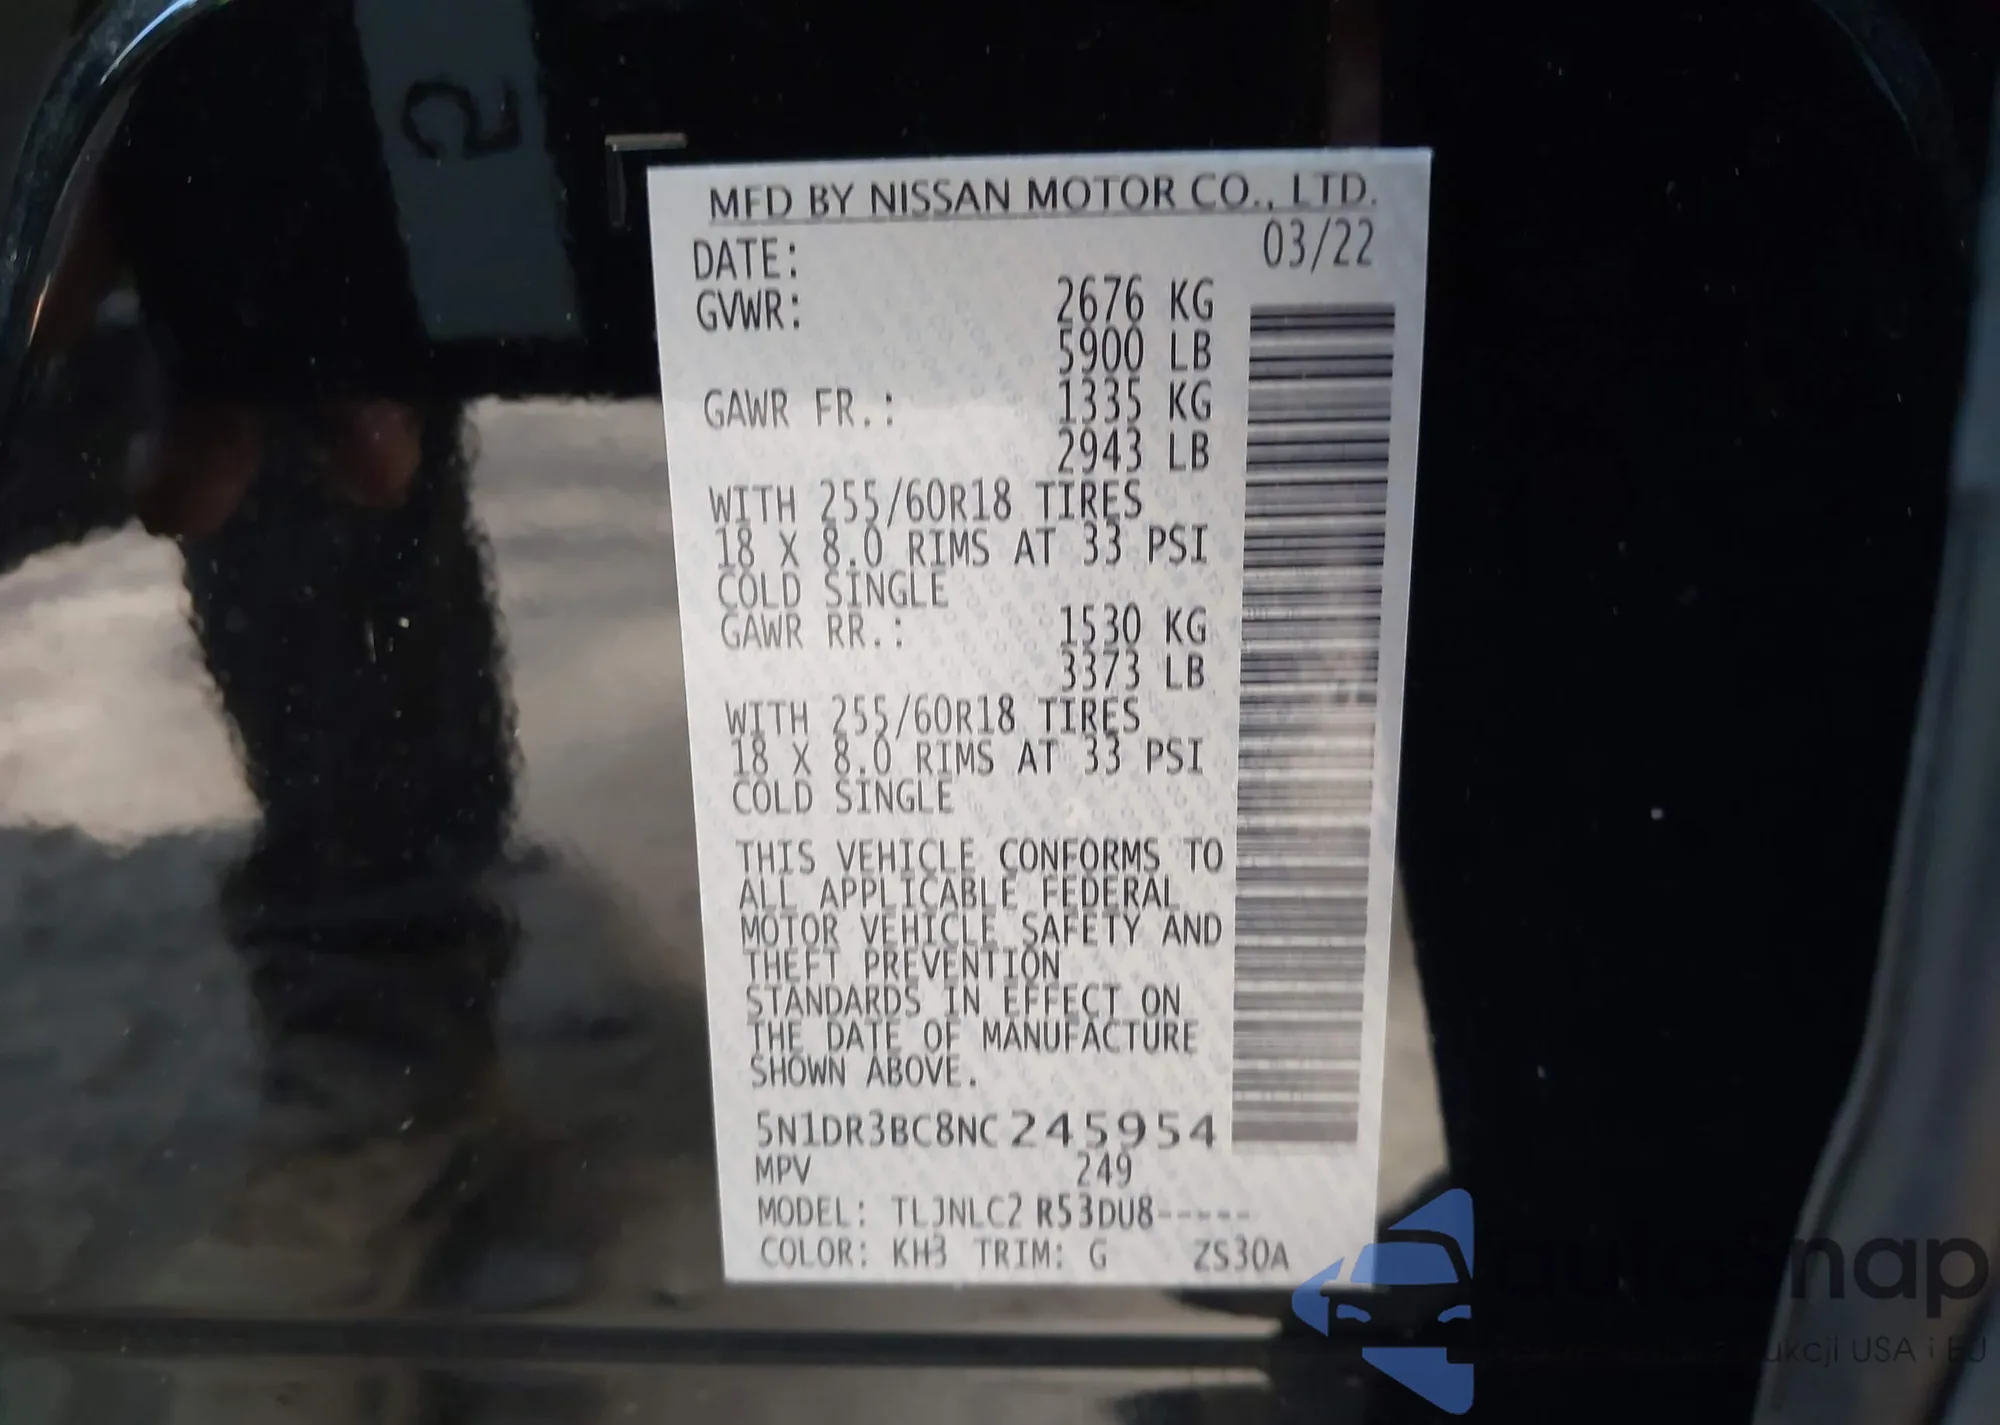 2
MFD BY NISSAN MOTOR CO., LTD.
DATE: 03/22
GVWR: 2676 KG
5900 LB
GAWR FR.: 1335 KG
2943 LB
WITH 255/60R18 TIRES
18 X 8.0 RIMS AT 33 PSI
COLD SINGLE
GAWR RR.: 1530 KG
3373 LB
WITH 255/60R18 TIRES
18 X 8.0 RIMS AT 33 PSI
COLD SINGLE
THIS VEHICLE CONFORMS TO
ALL APPLICABLE FEDERAL
MOTOR VEHICLE SAFETY AND
THEFT PREVENTION
STANDARDS IN EFFECT ON
THE DATE OF MANUFACTURE
SHOWN ABOVE.
5N1DR3BC8NC245954
MPV 249
MODEL: TLJNLC2 R53DU8-----
COLOR: KH3 TRIM: G ZS30A
USA i EU